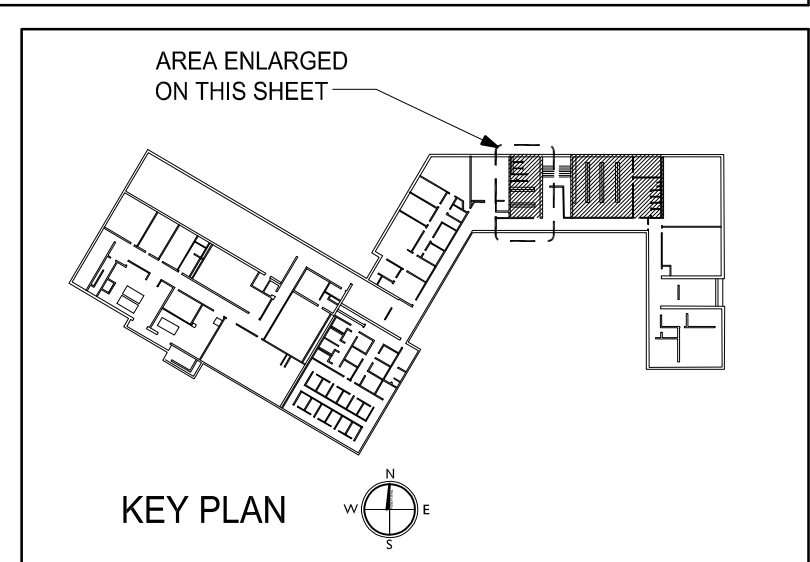 AREA ENLARGED
ON THIS SHEET
KEY PLAN
N
W E
S